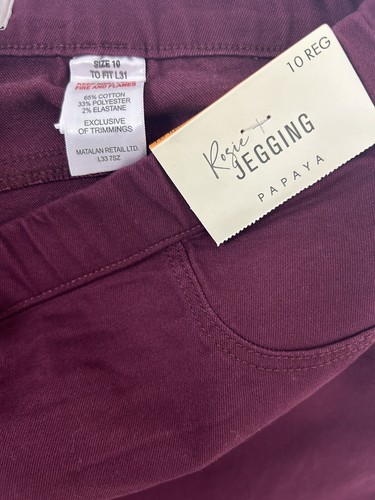 SIZE 10
TO FIT L31
FIRE AND FLAMES
65% COTTON
33% POLYESTER
2% ELASTANE
EXCLUSIVE
OF TRIMMINGS
MATALAN RETAIL LTD.
L33 7SZ
10 REG
Rosie
JEGGING
PAPAYA